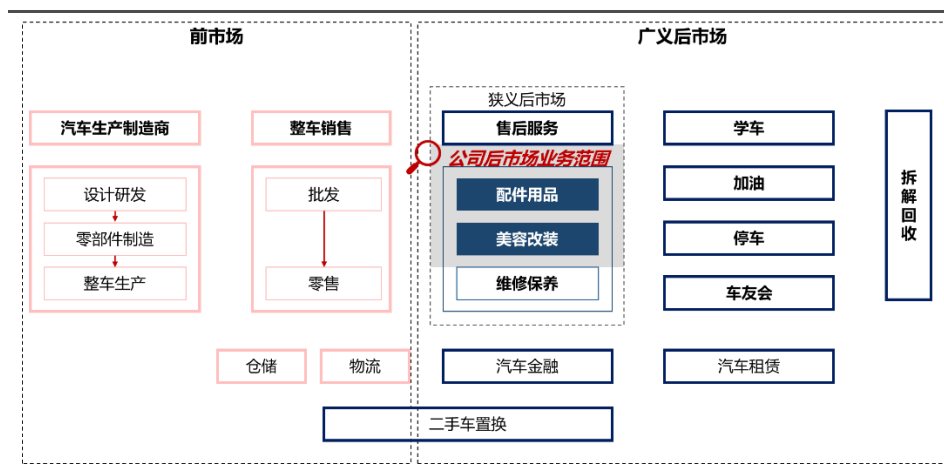 前市场
广义后市场
狭义后市场
汽车生产制造商
整车销售
售后服务
学车
公司后市场业务范围
设计研发
零部件制造
整车生产
批发
零售
配件用品
美容改装
维修保养
加油
停车
车友会
拆解回收
仓储
物流
汽车金融
汽车租赁
二手车置换